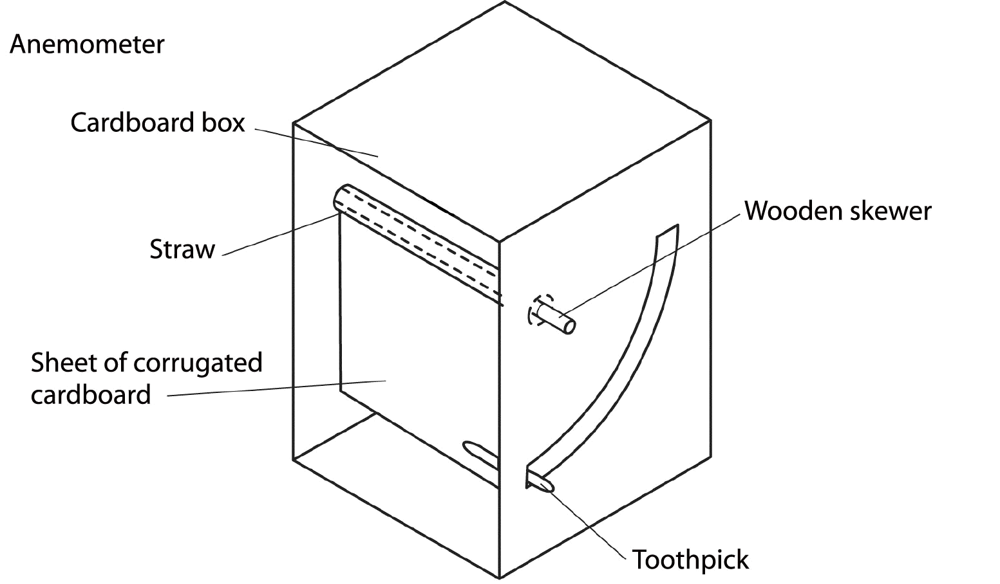 Anemometer
Cardboard box
Wooden skewer
Straw
Sheet of corrugated
cardboard
Toothpick